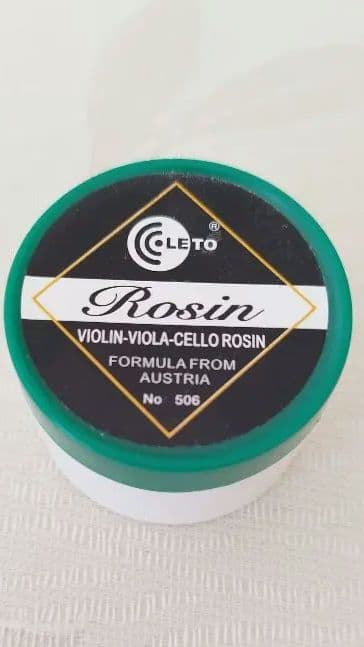 CLETO®
Rosin
VIOLIN-VIOLA-CELLO ROSIN
FORMULA FROM
AUSTRIA
No 506